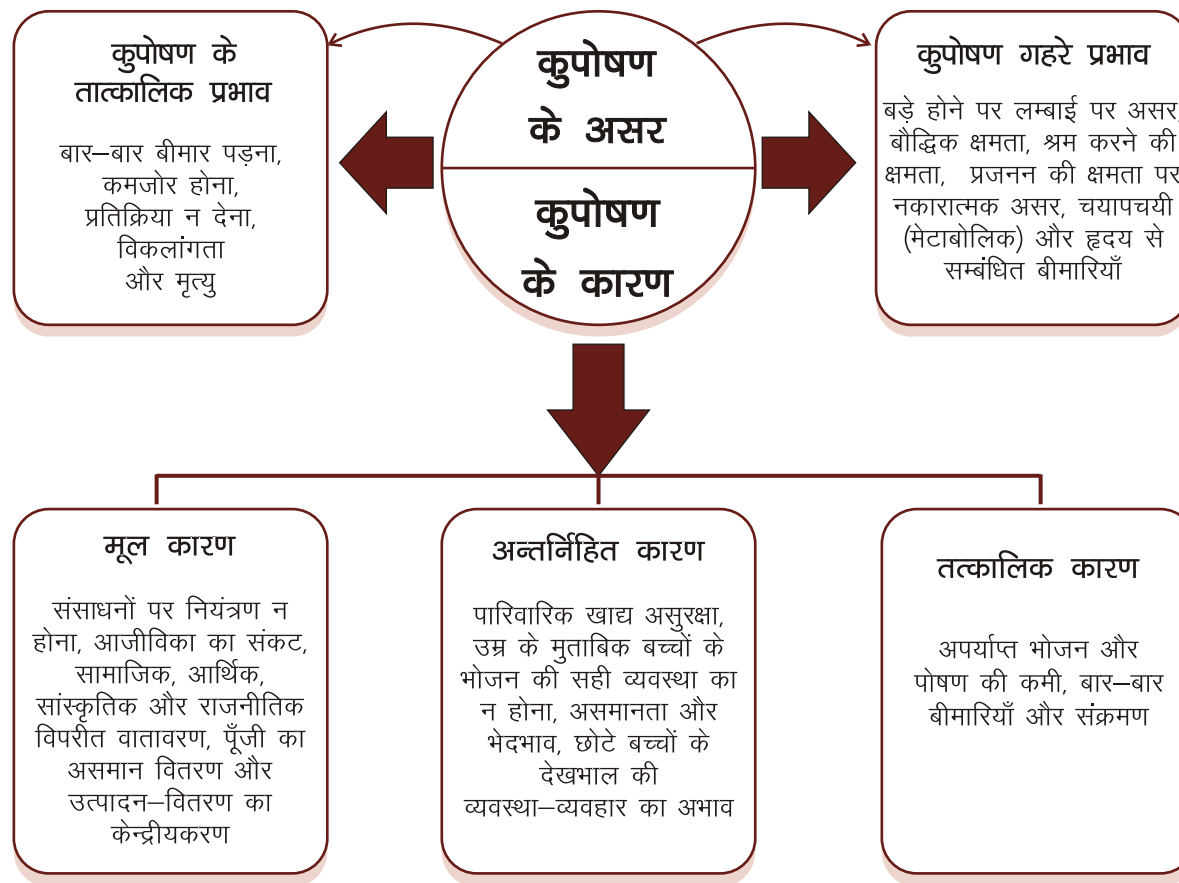 कुपोषण के
तात्कालिक प्रभाव
बार–बार बीमार पड़ना,
कमजोर होना,
प्रतिक्रिया न देना,
विकलांगता
और मृत्यु
कुपोषण
के असर
कुपोषण
के कारण
कुपोषण गहरे प्रभाव
बड़े होने पर लम्बाई पर असर,
बौद्धिक क्षमता, श्रम करने की
क्षमता, प्रजनन की क्षमता पर
नकारात्मक असर, चयापचयी
(मेटाबोलिक) और हृदय से
सम्बंधित बीमारियाँ
मूल कारण
संसाधनों पर नियंत्रण न
होना, आजीविका का संकट,
सामाजिक, आर्थिक,
सांस्कृतिक और राजनीतिक
विपरीत वातावरण, पूँजी का
असमान वितरण और
उत्पादन–वितरण का
केन्द्रीयकरण
अन्तर्निहित कारण
पारिवारिक खाद्य असुरक्षा,
उम्र के मुताबिक बच्चों के
भोजन की सही व्यवस्था का
न होना, असमानता और
भेदभाव, छोटे बच्चों के
देखभाल की
व्यवस्था–व्यवहार का अभाव
तत्कालिक कारण
अपर्याप्त भोजन और
पोषण की कमी, बार–बार
बीमारियाँ और संक्रमण